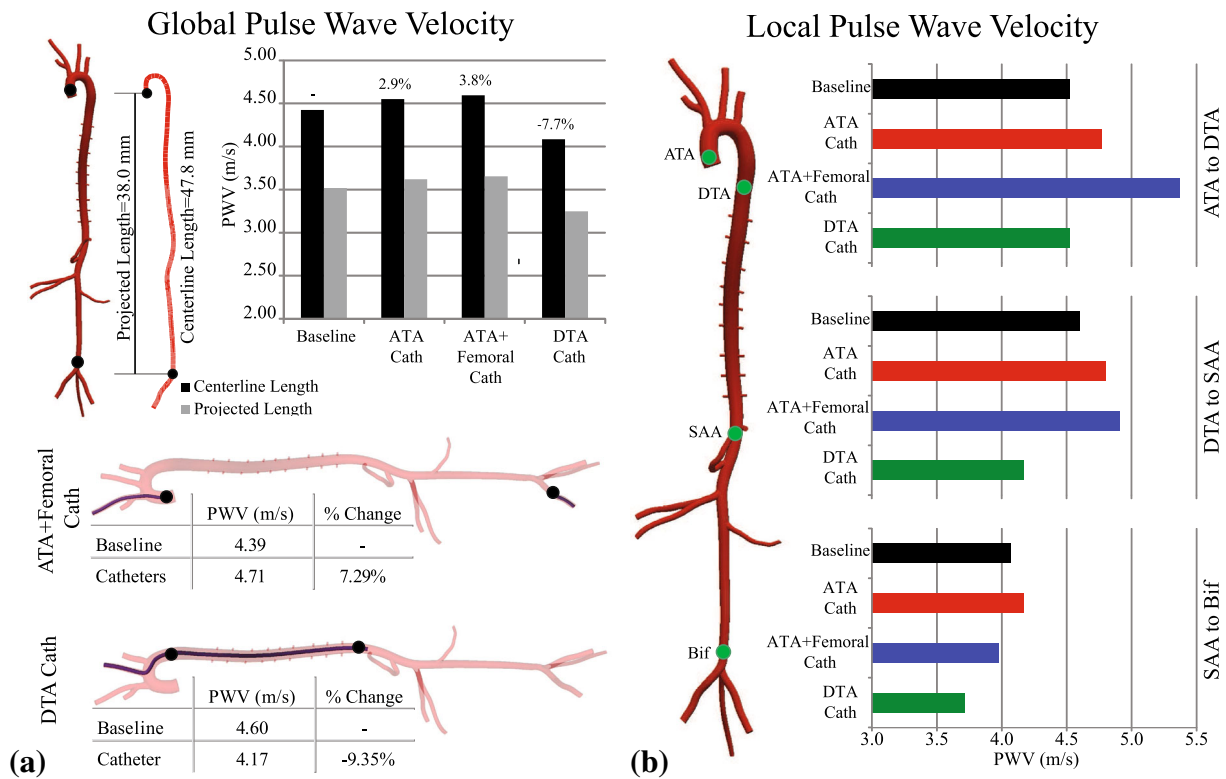 Global Pulse Wave Velocity
Projected Length=38.0 mm
Centerline Length=47.8 mm
PWV (m/s)
5.00
4.50
4.00
3.50
3.00
2.50
2.00
-
2.9%
3.8%
-7.7%
Baseline
ATA
Cath
ATA+
Femoral
Cath
DTA
Cath
Centerline Length
Projected Length
ATA+Femoral
Cath
PWV (m/s) % Change
Baseline 4.39 -
Catheters 4.71 7.29%
DTA Cath
PWV (m/s) % Change
Baseline 4.60 -
Catheter 4.17 -9.35%
(a)
Local Pulse Wave Velocity
ATA
DTA
SAA
Bif
Baseline
ATA
Cath
ATA+Femoral
Cath
DTA
Cath
ATA to DTA
Baseline
ATA
Cath
ATA+Femoral
Cath
DTA
Cath
DTA to SAA
Baseline
ATA
Cath
ATA+Femoral
Cath
DTA
Cath
SAA to Bif
3.0 3.5 4.0 4.5 5.0 5.5
PWV (m/s)
(b)